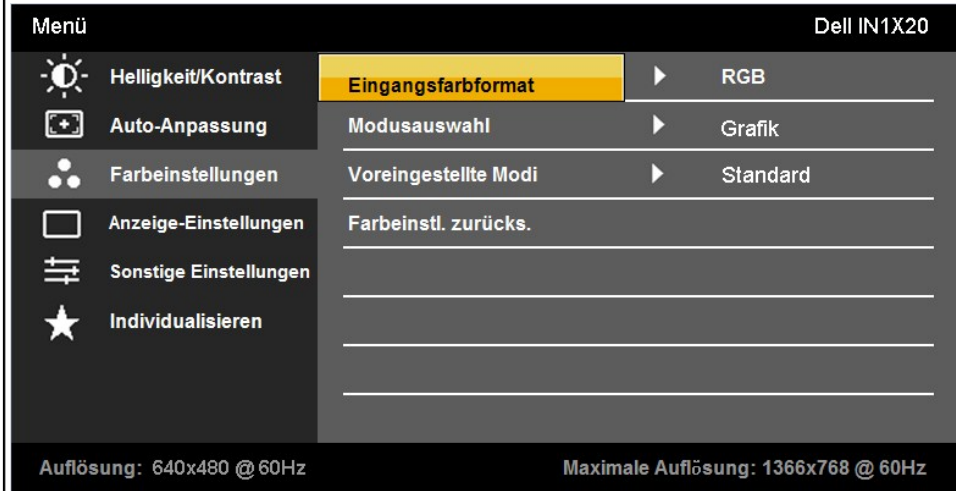 Menü Dell IN1X20
Helligkeit/Kontrast Eingangsfarbformat RGB
Auto-Anpassung Modusauswahl Grafik
Farbeinstellungen Voreingestellte Modi Standard
Anzeige-Einstellungen Farbeinstl. zurücks.
Sonstige Einstellungen
Individualisieren
Auflösung: 640x480 @ 60Hz Maximale Auflösung: 1366x768 @ 60Hz